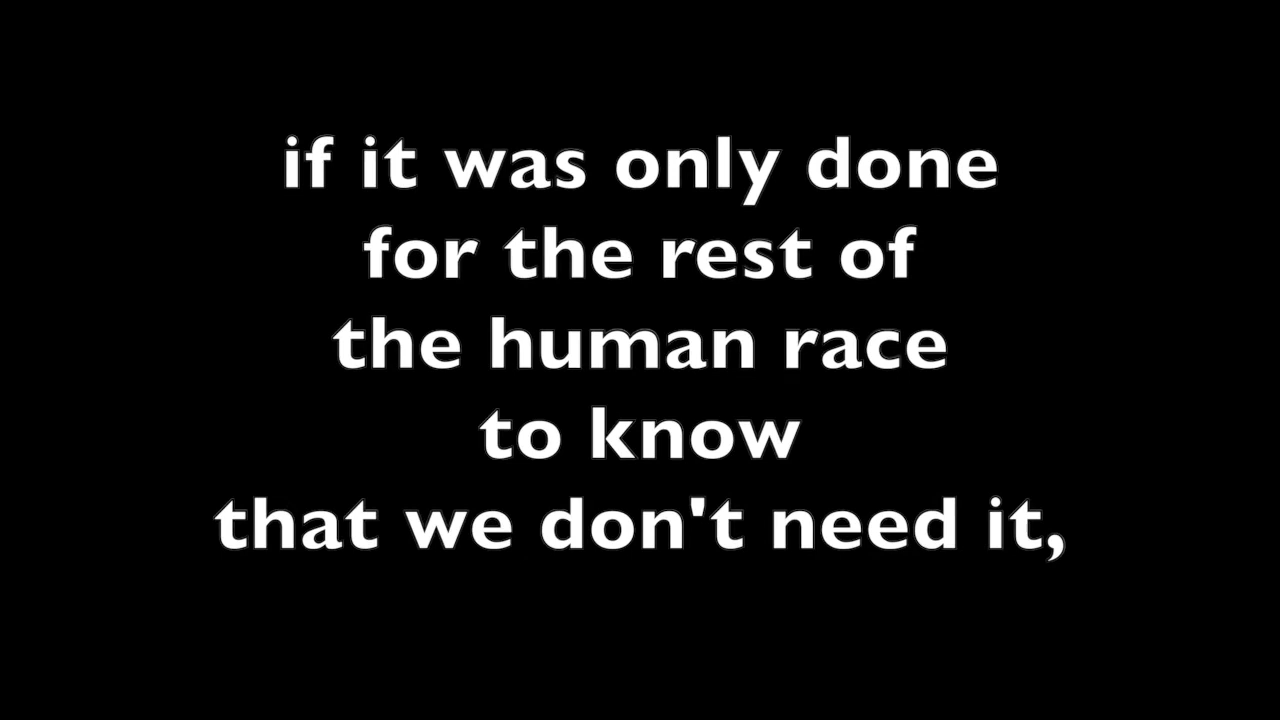 if it was only done
for the rest of
the human race
to know
that we don't need it,